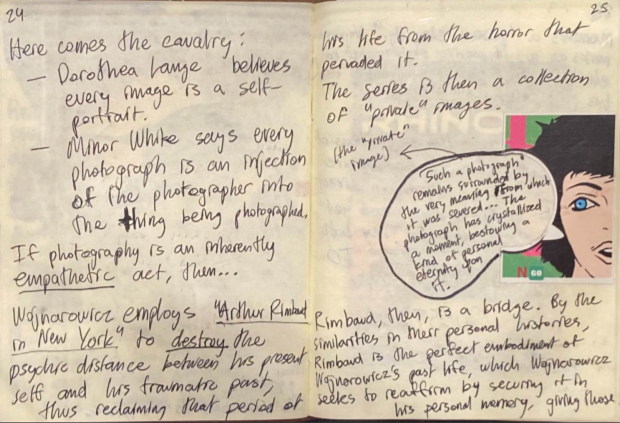 24
Here comes the cavalry:
— Dorothea Lange believes
every image is a self-
portrait.
— Minor White says every
photograph is an injection
of the photographer into
the thing being photographed.
If photography is an inherently
empathetic act, then...
Wojnarowicz employs "Arthur Rimbaud
in New York" to destroy the
psychic distance between his present
self and his traumatic past,
thus reclaiming that period of
25
his life from the horror that
pervaded it.
The series is then a collection
of "private" images.
[the "private"
image]
"Such a photograph
remains surrounded by
the very meaning from which
it was severed... The
photograph has crystallized
a moment, bestowing a
kind of personal
eternity upon
it.
N GO
Rimbaud, then, is a bridge. By the
similarities in their personal histories,
Rimbaud is the perfect embodiment of
Wojnarowicz's past life, which Wojnarowicz
seeks to reaffirm by securing it in
his personal memory, giving those